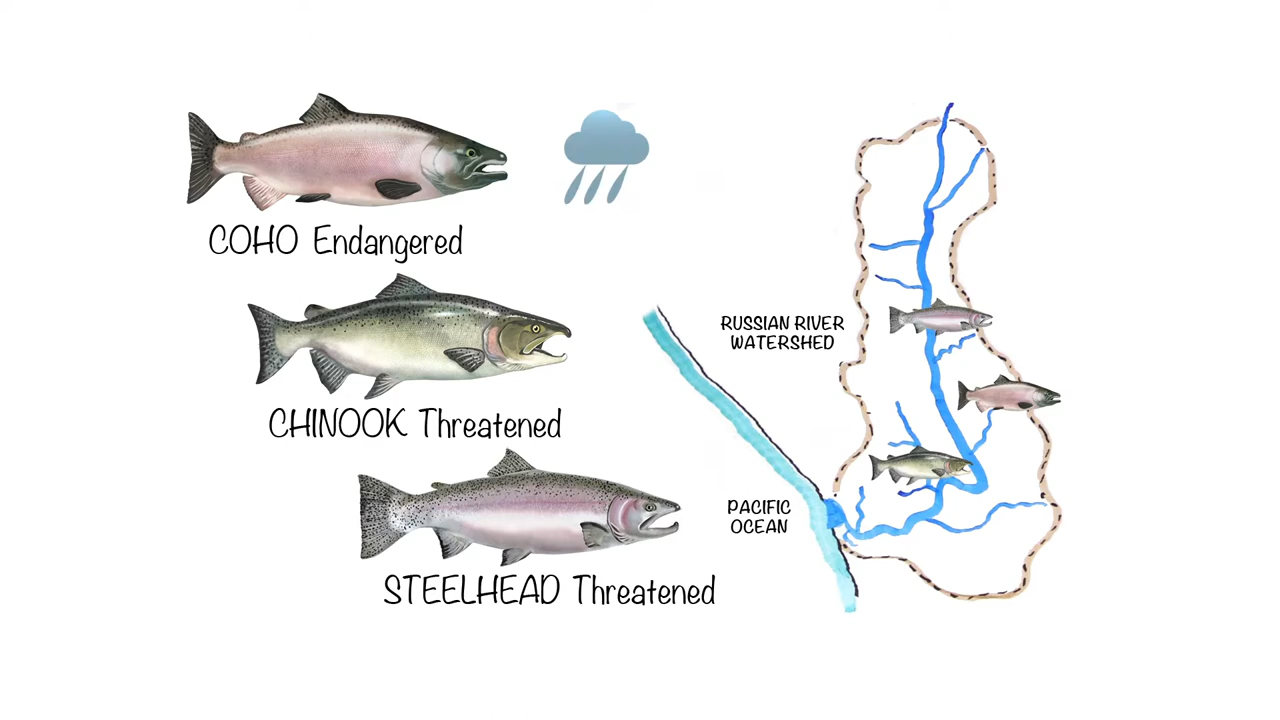 COHO Endangered
CHINOOK Threatened
STEELHEAD Threatened
RUSSIAN RIVER
WATERSHED
PACIFIC
OCEAN